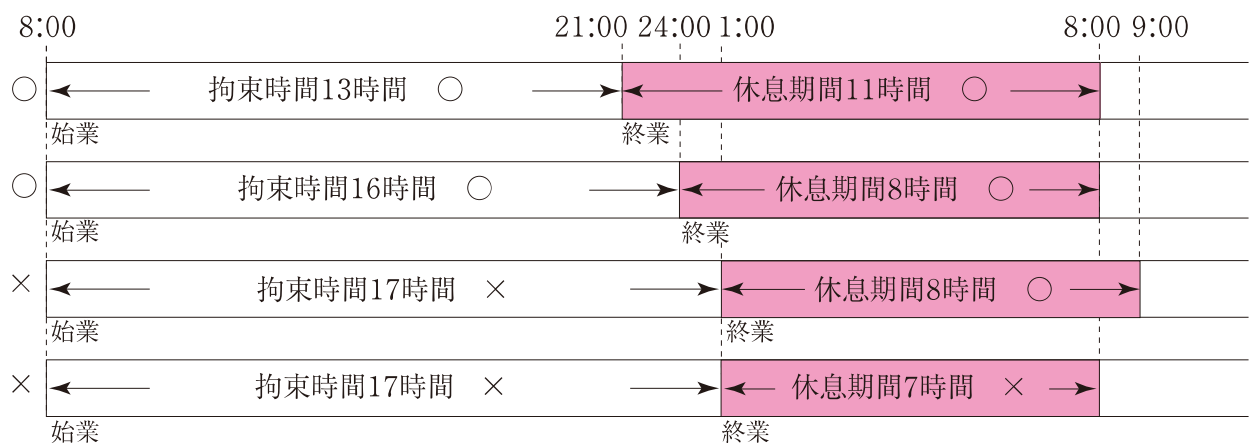 8:00 21:00 24:00 1:00 8:00 9:00
○ 拘束時間13時間 ○ 休息期間11時間 ○
始業 終業
○ 拘束時間16時間 ○ 休息期間8時間 ○
始業 終業
× 拘束時間17時間 × 休息期間8時間 ○
始業 終業
× 拘束時間17時間 × 休息期間7時間 ×
始業 終業